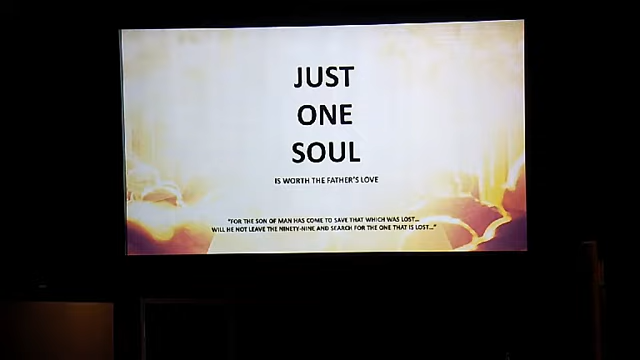 JUST
ONE
SOUL
IS WORTH THE FATHER'S LOVE
"FOR THE SON OF MAN HAS COME TO SAVE THAT WHICH WAS LOST...
WILL HE NOT LEAVE THE NINETY-NINE AND SEARCH FOR THE ONE THAT IS LOST..."